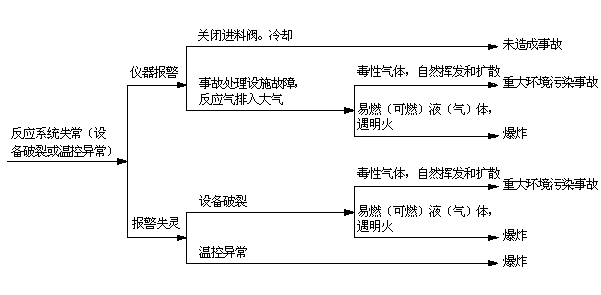 关闭进料阀。冷却
未造成事故
仪器报警
毒性气体，自然挥发和扩散
事故处理设施故障，
反应气排入大气
重大环境污染事故
易燃（可燃）液（气）体，
遇明火
爆炸
反应系统失常（设
备破裂或温控异常）
毒性气体，自然挥发和扩散
重大环境污染事故
设备破裂
易燃（可燃）液（气）体，
遇明火
报警失灵
爆炸
温控异常
爆炸